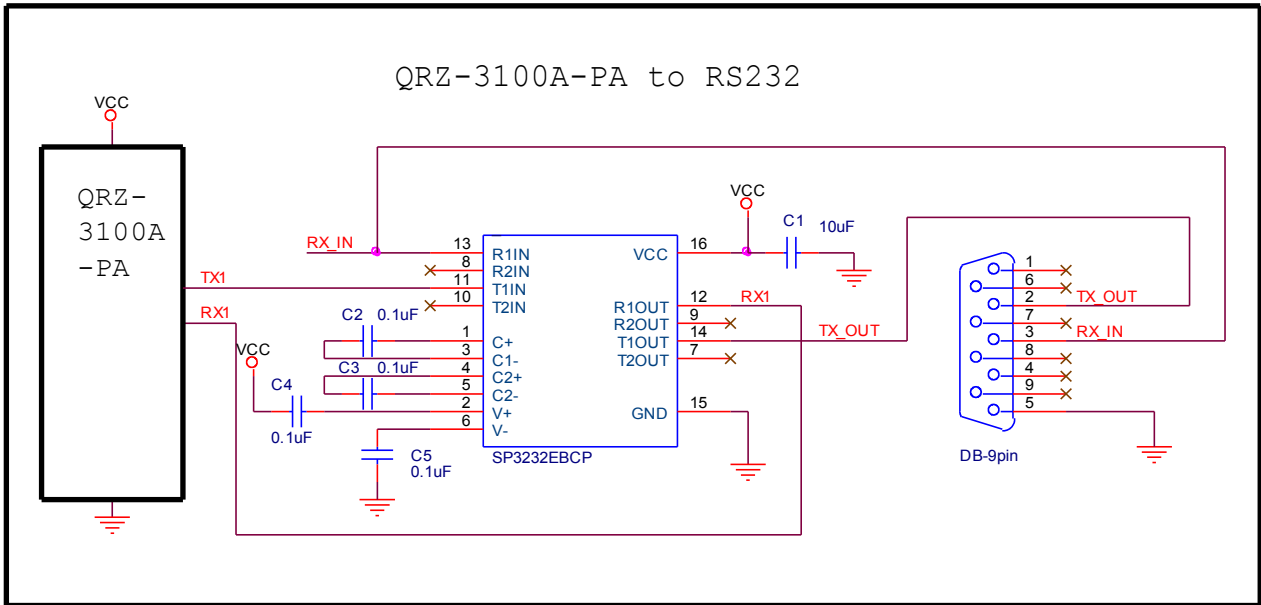 QRZ-3100A-PA to RS232
VCC
QRZ-
3100A
-PA
TX1
RX1
RX_IN
13
8
11
10
1
3
4
5
2
6
R1IN
R2IN
T1IN
T2IN
C+
C1-
C2+
C2-
V+
V-
C2 0.1uF
C3 0.1uF
VCC
C4
0.1uF
C5
0.1uF
SP3232EBCP
VCC
R1OUT
R2OUT
T1OUT
T2OUT
GND
16
12
9
14
7
15
VCC
C1
10uF
RX1
TX_OUT
1
6
2
7
3
8
4
9
5
TX_OUT
RX_IN
DB-9pin